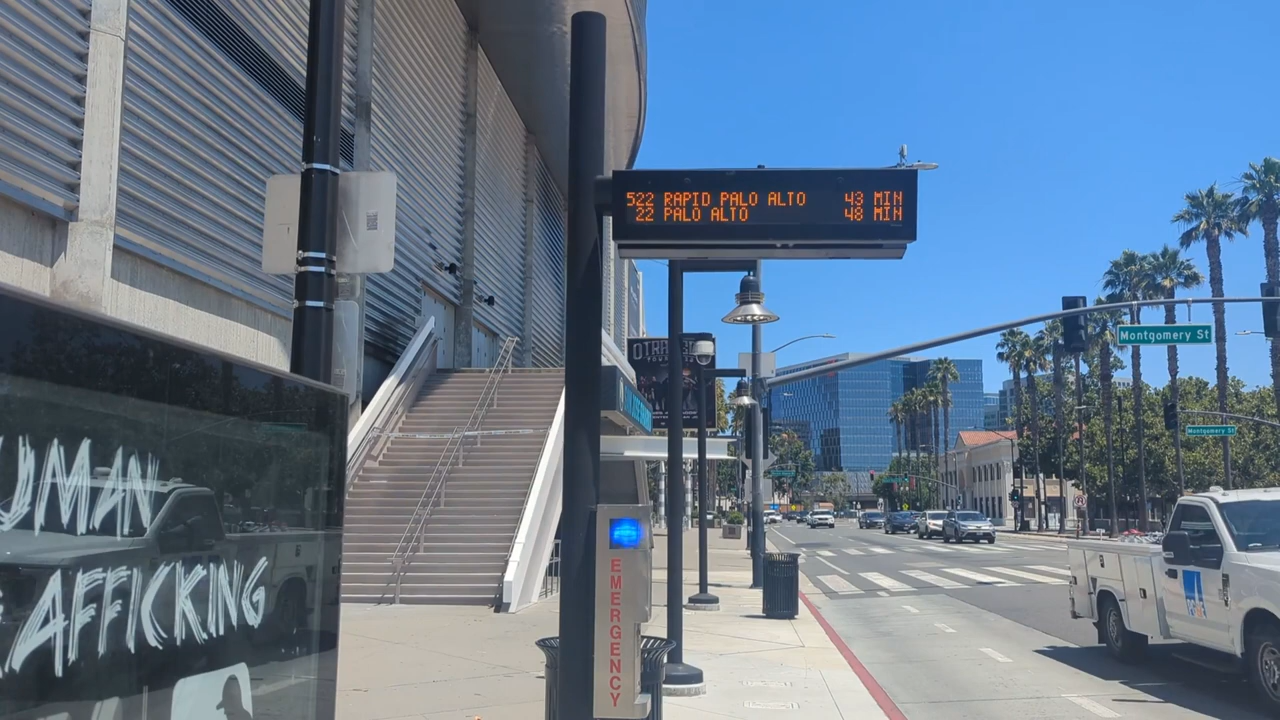 522 RAPID PALO ALTO 43 MIN
22 PALO ALTO 48 MIN
Montgomery St
Montgomery St
EMERGENCY
UMAN
AFFICKING